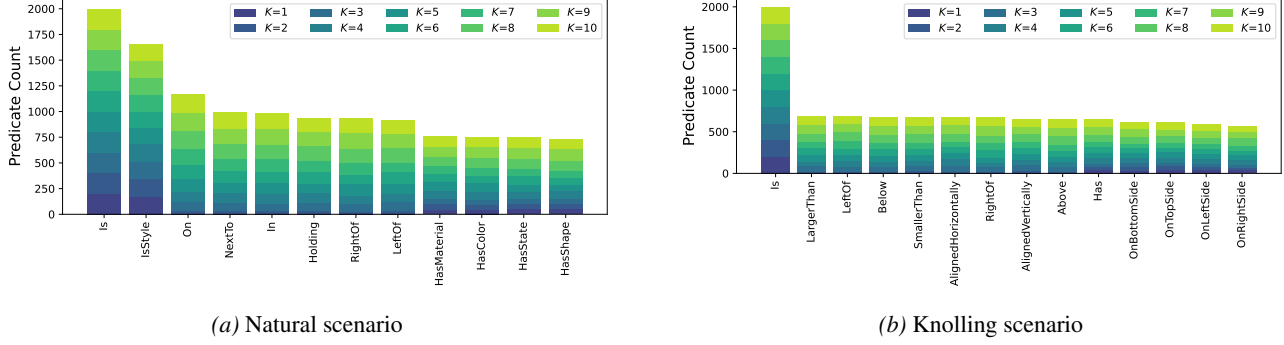 2000
1750
1500
1250
1000
750
500
250
0
Predicate Count
K=1 K=3 K=5 K=7 K=9
K=2 K=4 K=6 K=8 K=10
Is
IsStyle
On
NextTo
In
Holding
RightOf
LeftOf
HasMaterial
HasColor
HasState
HasShape
(a) Natural scenario
2000
1500
1000
500
0
Predicate Count
K=1 K=3 K=5 K=7 K=9
K=2 K=4 K=6 K=8 K=10
Is
LargerThan
LeftOf
Below
SmallerThan
AlignedHorizontally
RightOf
AlignedVertically
Above
Has
OnBottomSide
OnTopSide
OnLeftSide
OnRightSide
(b) Knolling scenario